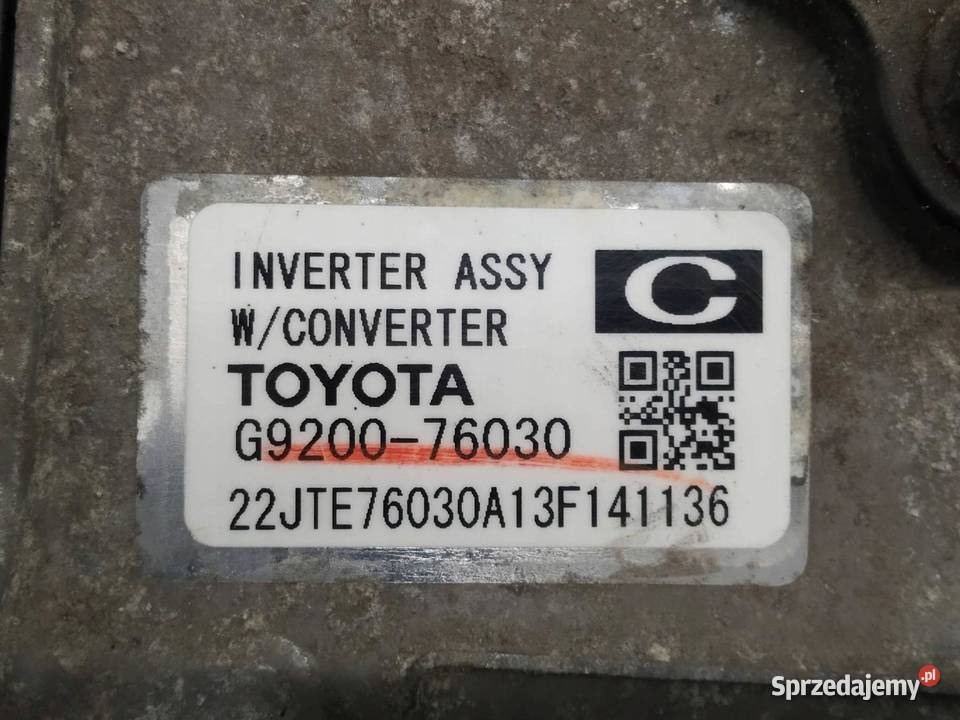 INVERTER ASSY
C
W/CONVERTER
TOYOTA
G9200-76030
22JTE76030A13F141136
Sprzedajemy.pl